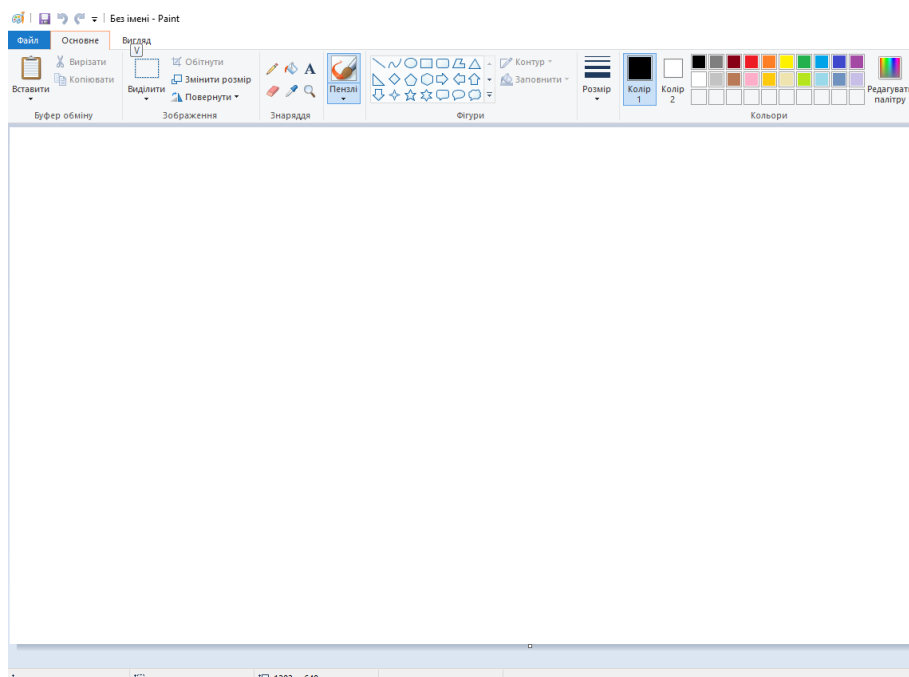 Без імені - Paint
Файл Основне Вигляд
V
Вставити
Вирізати
Копіювати
Буфер обміну
Виділити
Обітнути
Змінити розмір
Повернути
Зображення
A
Знаряддя
Пензлі
Контур
Заповнити
Фігури
Розмір
Колір 1
Колір 2
Кольори
Редагувати
палітру